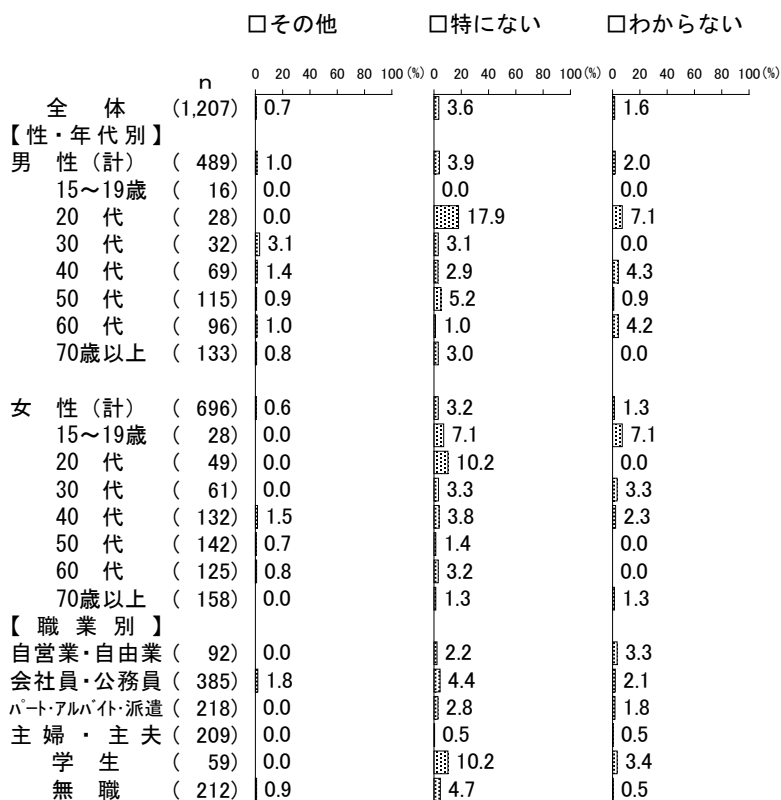 □その他 □特にない □わからない
n 0 20 40 60 80 100 (%) 0 20 40 60 80 100 (%) 0 20 40 60 80 100 (%)
全 体 (1,207) 0.7 3.6 1.6
【性・年代別】
男 性（計） ( 489) 1.0 3.9 2.0
15～19歳 ( 16) 0.0 0.0 0.0
20 代 ( 28) 0.0 17.9 7.1
30 代 ( 32) 3.1 3.1 0.0
40 代 ( 69) 1.4 2.9 4.3
50 代 ( 115) 0.9 5.2 0.9
60 代 ( 96) 1.0 1.0 4.2
70歳以上 ( 133) 0.8 3.0 0.0
女 性（計） ( 696) 0.6 3.2 1.3
15～19歳 ( 28) 0.0 7.1 7.1
20 代 ( 49) 0.0 10.2 0.0
30 代 ( 61) 0.0 3.3 3.3
40 代 ( 132) 1.5 3.8 2.3
50 代 ( 142) 0.7 1.4 0.0
60 代 ( 125) 0.8 3.2 0.0
70歳以上 ( 158) 0.0 1.3 1.3
【 職 業 別 】
自営業・自由業 ( 92) 0.0 2.2 3.3
会社員・公務員 ( 385) 1.8 4.4 2.1
ﾊﾟｰﾄ・ｱﾙﾊﾞｲﾄ・派遣 ( 218) 0.0 2.8 1.8
主 婦 ・ 主 夫 ( 209) 0.0 0.5 0.5
学 生 ( 59) 0.0 10.2 3.4
無 職 ( 212) 0.9 4.7 0.5